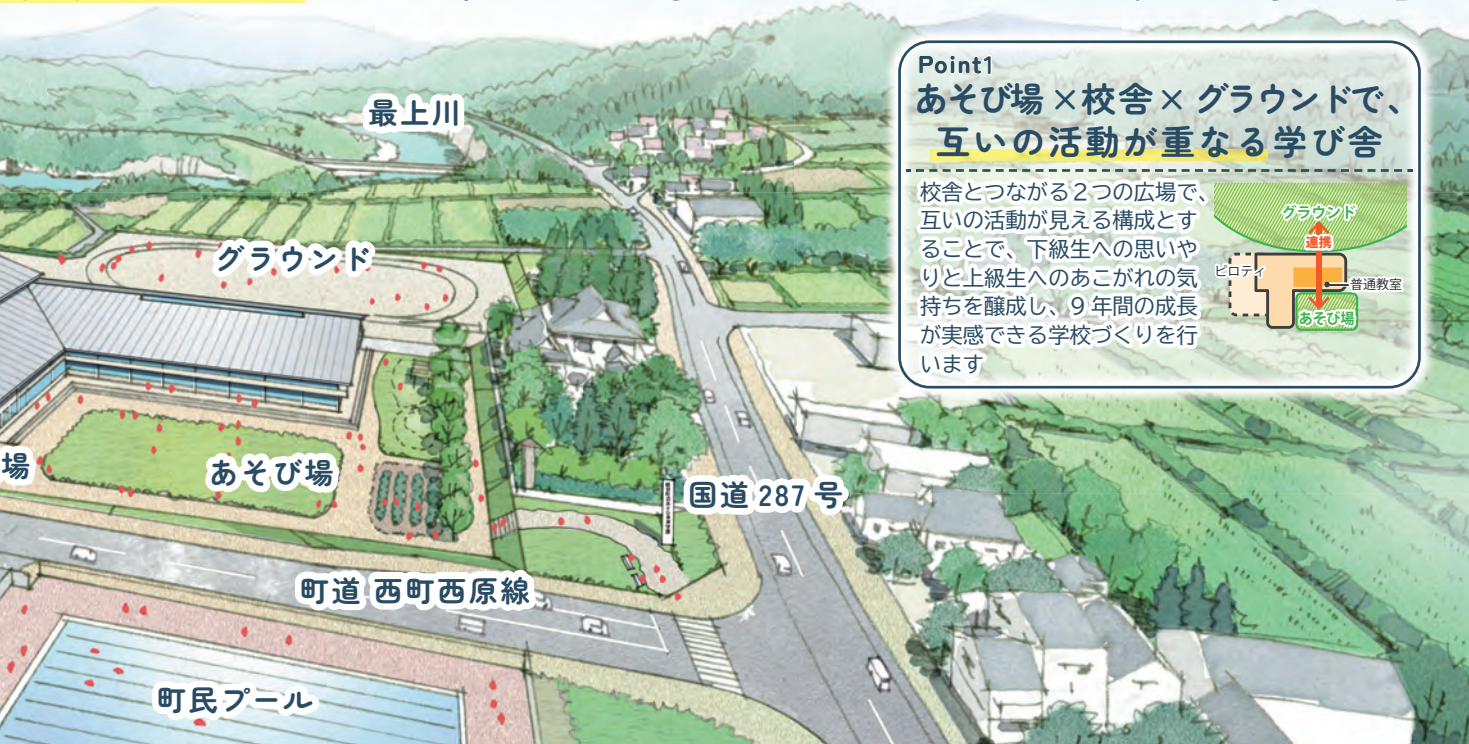 最上川
グラウンド
場
あそび場
国道287号
町道 西町西原線
町民プール
Point1
あそび場×校舎×グラウンドで、
互いの活動が重なる学び舎
校舎とつながる2つの広場で、
互いの活動が見える構成とす
ることで、下級生への思いや
りと上級生へのあこがれの気
持ちを醸成し、9年間の成長
が実感できる学校づくりを行
います
グラウンド
連携
ピロティ
普通教室
あそび場